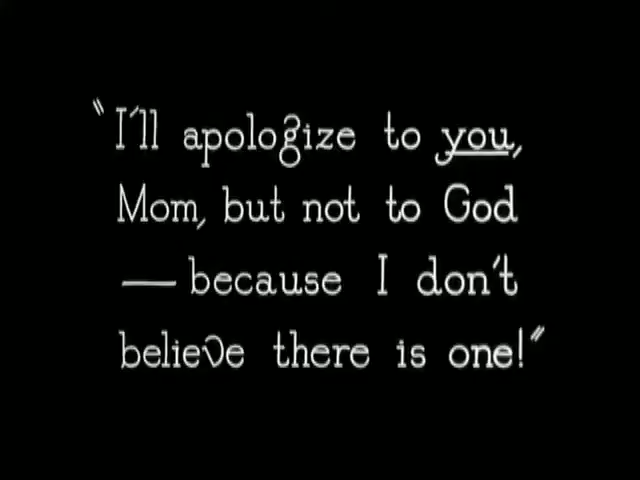 "I'll apologize to you,
Mom, but not to God
— because I don't
believe there is one!"